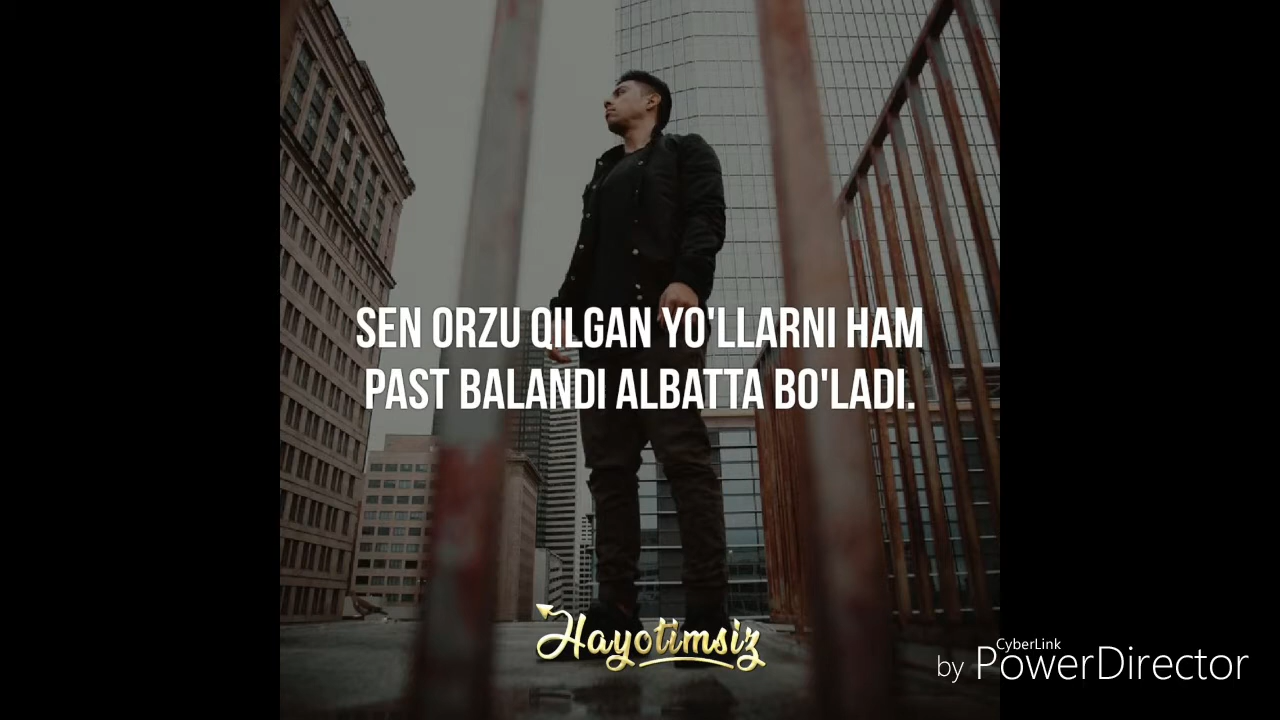 SEN ORZU QILGAN YO'LLARNI HAM
PAST BALANDI ALBATTA BO'LADI.
Hayotimsiz
CyberLink
by PowerDirector